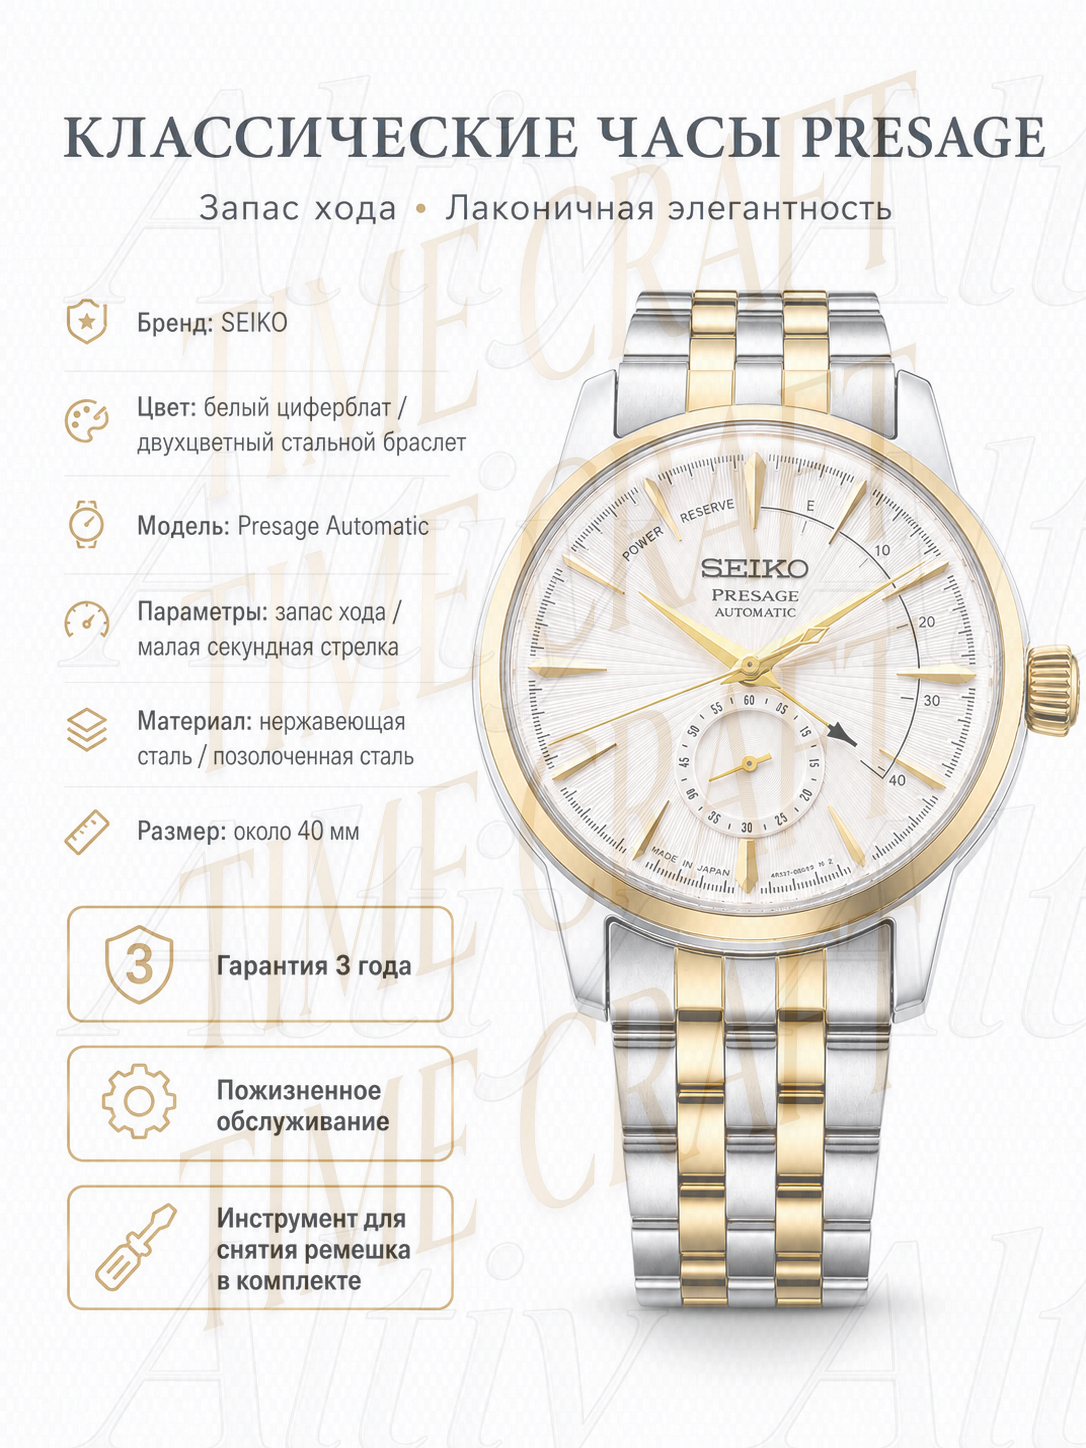 КЛАССИЧЕСКИЕ ЧАСЫ PRESAGE
Запас хода • Лаконичная элегантность
Бренд: SEIKO
Цвет: белый циферблат /
двухцветный стальной браслет
Модель: Presage Automatic
Параметры: запас хода /
малая секундная стрелка
Материал: нержавеющая
сталь / позолоченная сталь
Размер: около 40 мм
3
Гарантия 3 года
Пожизненное
обслуживание
Инструмент для
снятия ремешка
в комплекте
POWER RESERVE E
10
20
30
40
SEIKO
PRESAGE
AUTOMATIC
60
05
15
20
25
30
35
45
50
55
MADE IN JAPAN
TIME CRAFT
TIME CRAFT
TIME CRAFT
TIME CRAFT